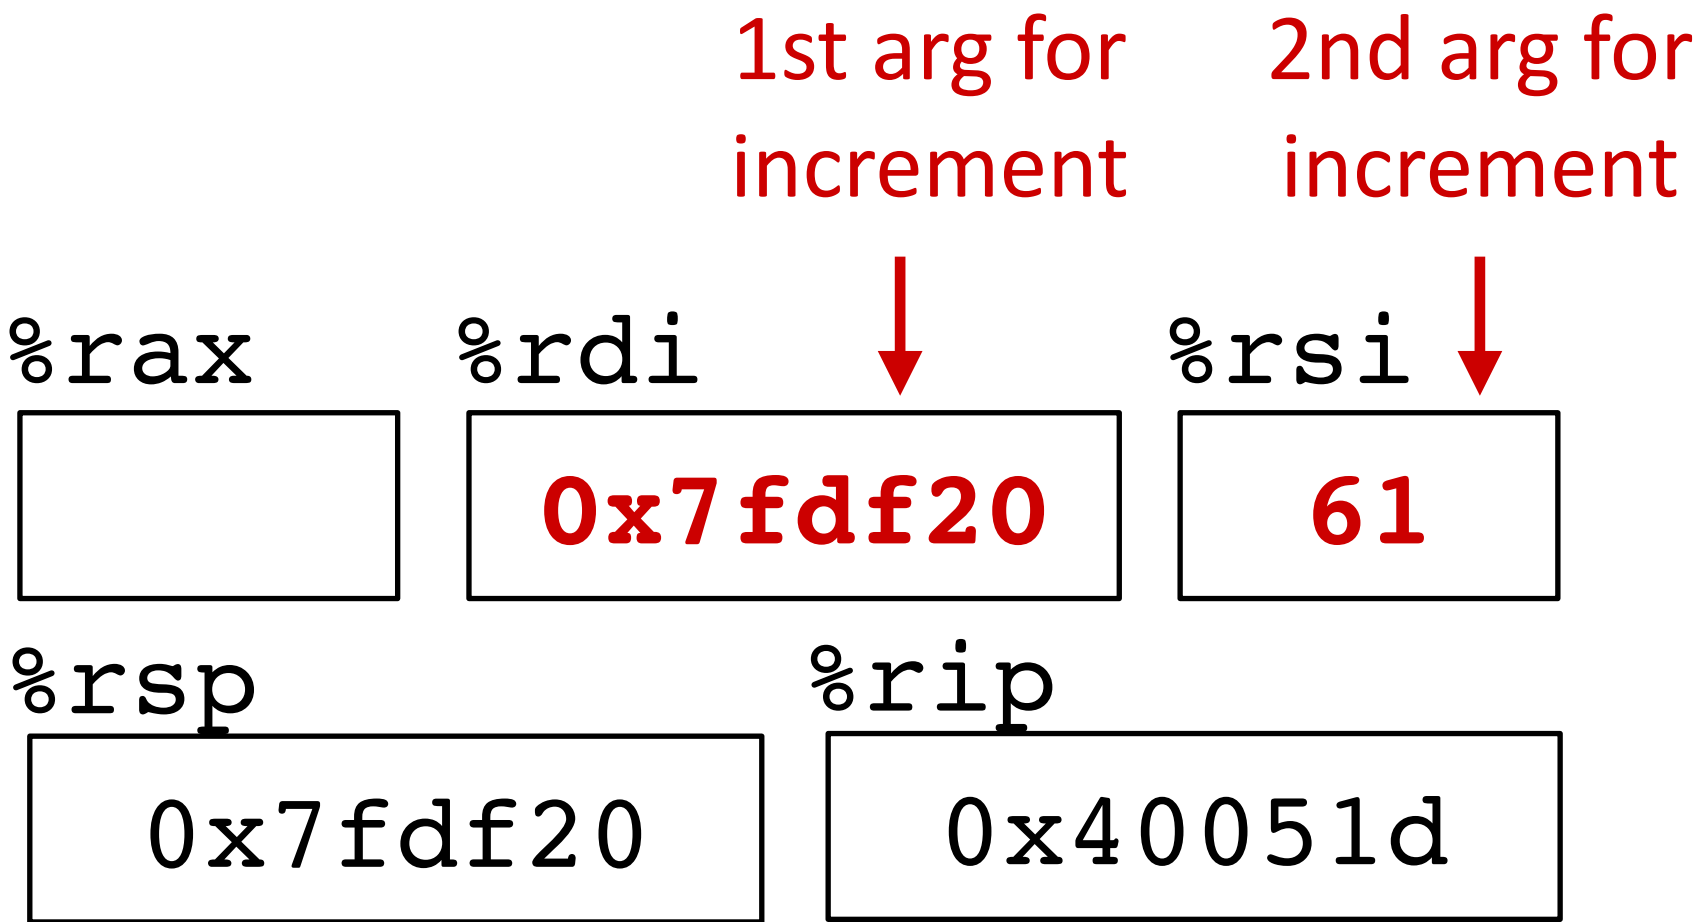 1st arg for 2nd arg for
increment increment
%rax %rdi %rsi
0x7fdf20 61
%rsp %rip
0x7fdf20 0x40051d